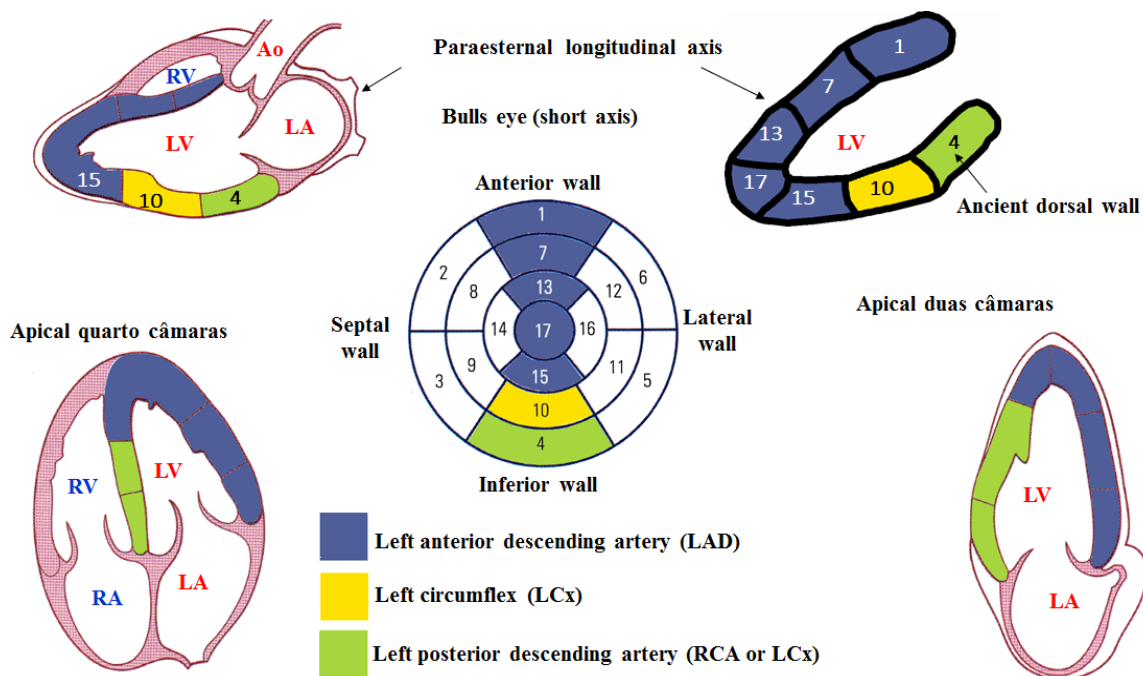 Ao
RV
LV
LA
15
10
4
Paraesternal longitudinal axis
Bulls eye (short axis)
1
7
13
LV
17
15
10
4
Ancient dorsal wall
Anterior wall
1
7
2
6
8
13
12
Septal
wall
14
17
16
Lateral
wall
9
15
11
3
10
5
4
Inferior wall
Apical quarto câmaras
RV
LV
RA
LA
Apical duas câmaras
LV
LA
Left anterior descending artery (LAD)
Left circumflex (LCx)
Left posterior descending artery (RCA or LCx)